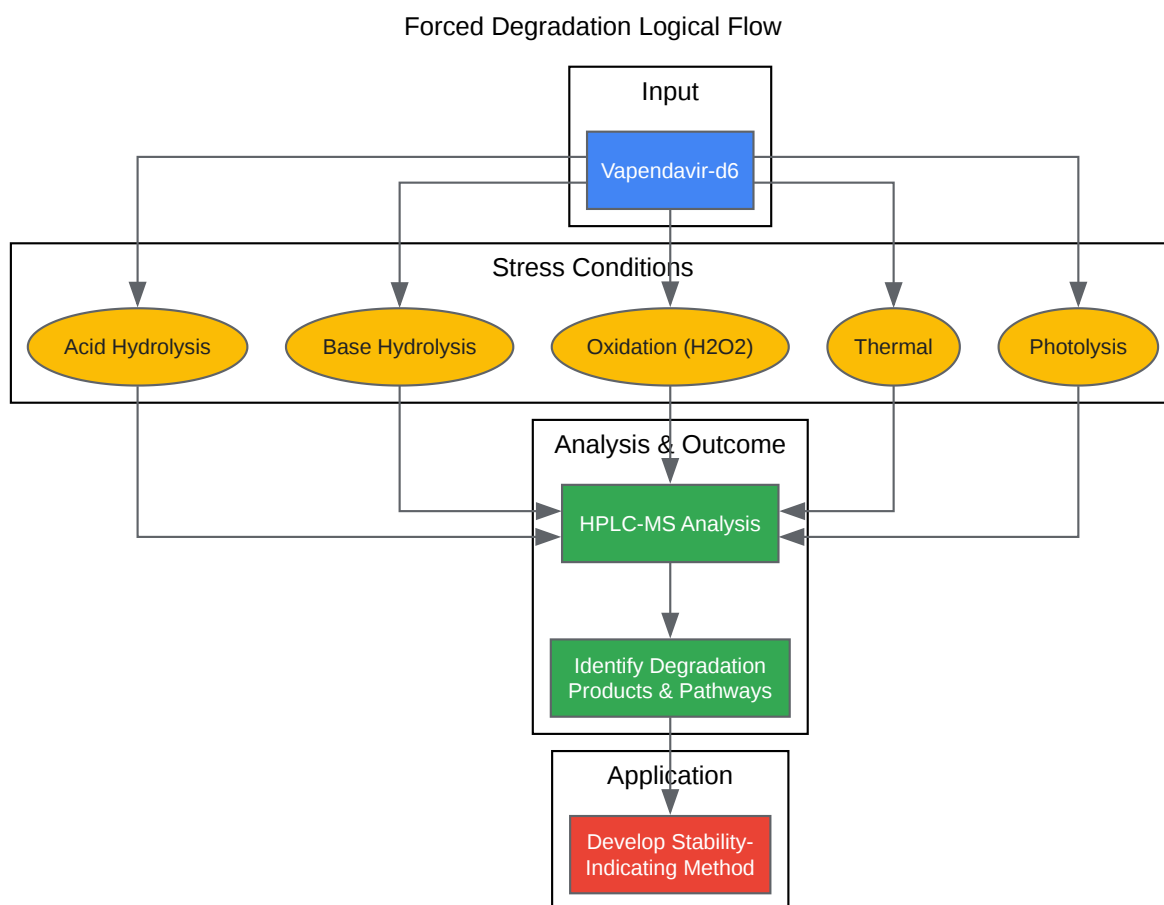 Forced Degradation Logical Flow
Input
Vapendavir-d6
Stress Conditions
Acid Hydrolysis
Base Hydrolysis
Oxidation (H2O2)
Thermal
Photolysis
Analysis & Outcome
HPLC-MS Analysis
Identify Degradation
Products & Pathways
Application
Develop Stability-
Indicating Method